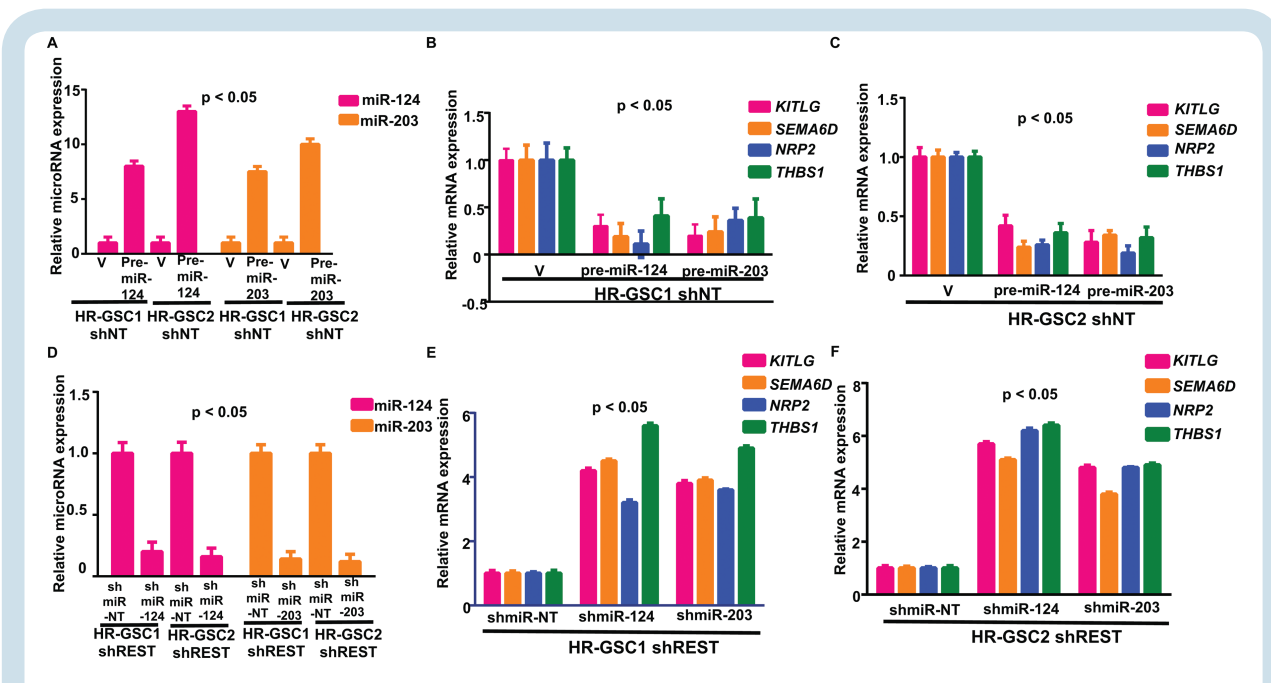 A
Relative microRNA expression
15
10
5
0
p < 0.05
miR-124
miR-203
V
Pre-
miR-
124
V
Pre-
miR-
124
V
Pre-
miR-
203
V
Pre-
miR-
203
HR-GSC1
shNT
HR-GSC2
shNT
HR-GSC1
shNT
HR-GSC2
shNT
B
Relative mRNA expression
1.5
1.0
0.5
0
-0.5
p < 0.05
KITLG
SEMA6D
NRP2
THBS1
V
pre-miR-124
pre-miR-203
HR-GSC1 shNT
C
Relative mRNA expression
1.5
1.0
0.5
0
p < 0.05
KITLG
SEMA6D
NRP2
THBS1
V
pre-miR-124
pre-miR-203
HR-GSC2 shNT
D
Relative microRNA expression
1.5
1.0
0.5
0
p < 0.05
miR-124
miR-203
sh
miR
-NT
sh
miR
-124
sh
miR
-NT
sh
miR
-124
sh
miR
-NT
sh
miR
-203
sh
miR
-NT
sh
miR
-203
HR-GSC1
shREST
HR-GSC2
shREST
HR-GSC1
shREST
HR-GSC2
shREST
E
Relative mRNA expression
6
4
2
0
p < 0.05
KITLG
SEMA6D
NRP2
THBS1
shmiR-NT
shmiR-124
shmiR-203
HR-GSC1 shREST
F
Relative mRNA expression
8
6
4
2
0
p < 0.05
KITLG
SEMA6D
NRP2
THBS1
shmiR-NT
shmiR-124
shmiR-203
HR-GSC2 shREST